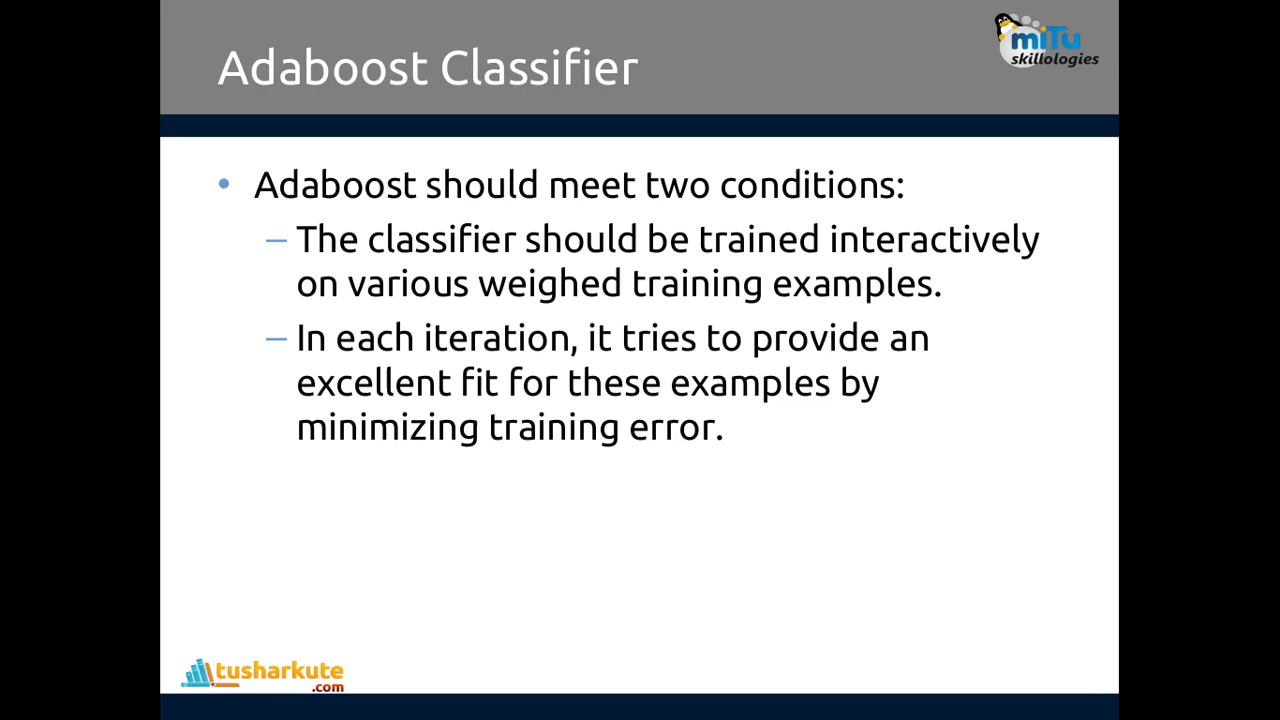 Adaboost Classifier
miTu
skillologies
• Adaboost should meet two conditions:
– The classifier should be trained interactively
on various weighed training examples.
– In each iteration, it tries to provide an
excellent fit for these examples by
minimizing training error.
tusharkute
.com